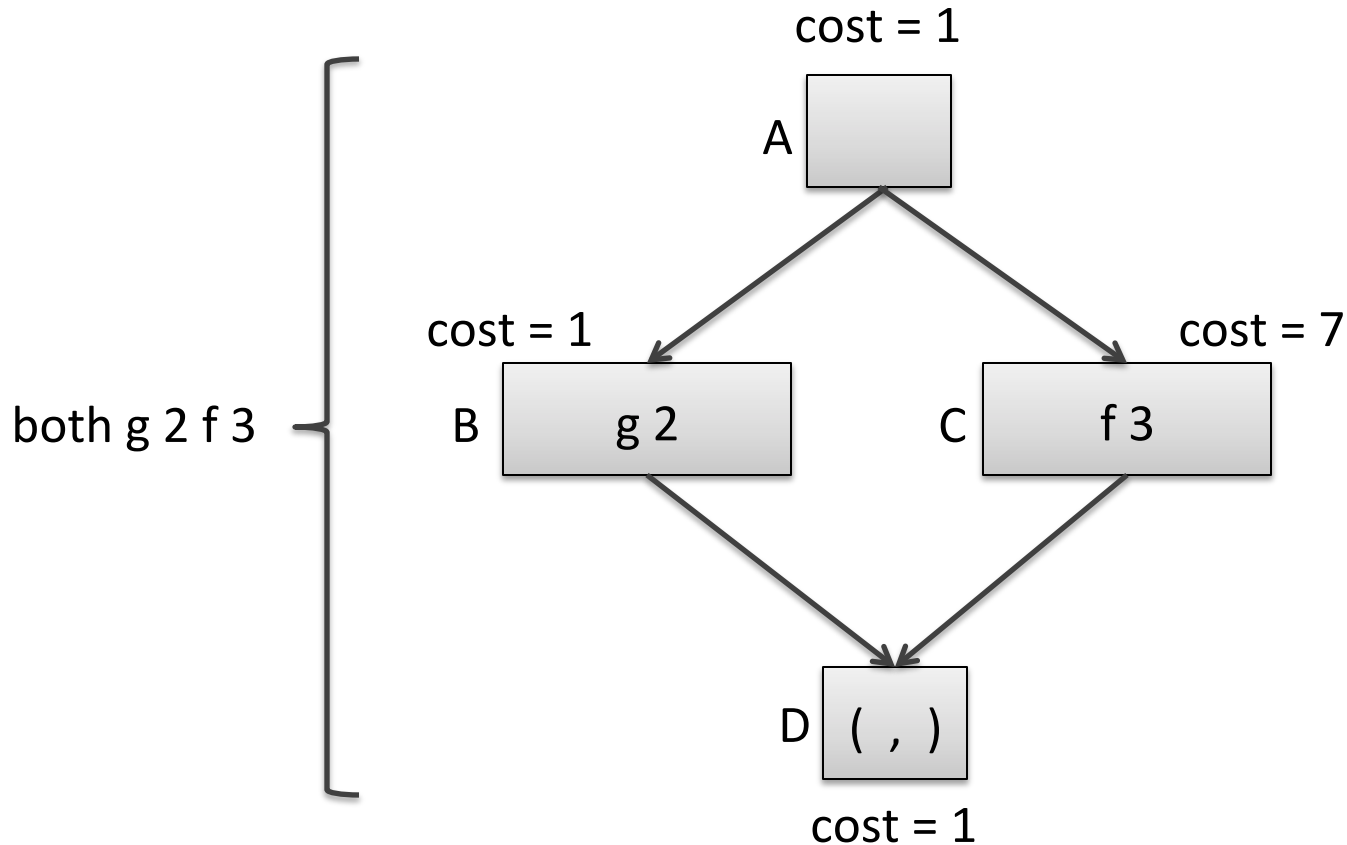 cost = 1
A
cost = 1
cost = 7
both g 2 f 3
B
g 2
C
f 3
D
( , )
cost = 1